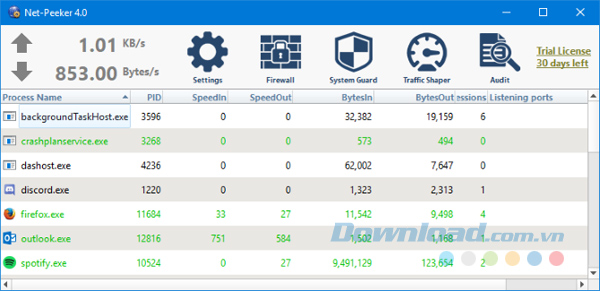 Net-Peeker 4.0
1.01 KB/s
853.00 Bytes/s
Settings
Firewall
System Guard
Traffic Shaper
Audit
Trial License
30 days left
Process Name PID SpeedIn SpeedOut BytesIn BytesOut essions Listening ports
backgroundTaskHost.exe 3596 0 0 32,382 19,159 6
crashplanservice.exe 3268 0 0 573 494 0
dashost.exe 4236 0 0 62,002 7,647 0
discord.exe 1220 0 0 1,323 2,313 1
firefox.exe 11684 33 27 11,542 9,498 4
outlook.exe 12816 751 584 1,502 1,168 1
spotify.exe 10524 0 27 9,491,129 123,654 2
Download.com.vn